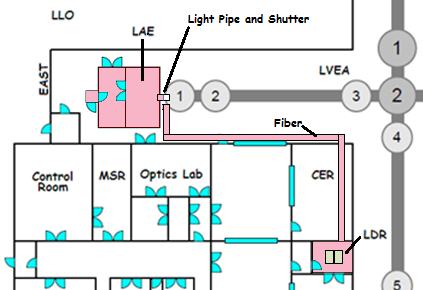 LLO
Light Pipe and Shutter
LAE
EAST
LVEA
1
1
2
3
2
Fiber
4
Control
Room
MSR
Optics Lab
CER
LDR
5